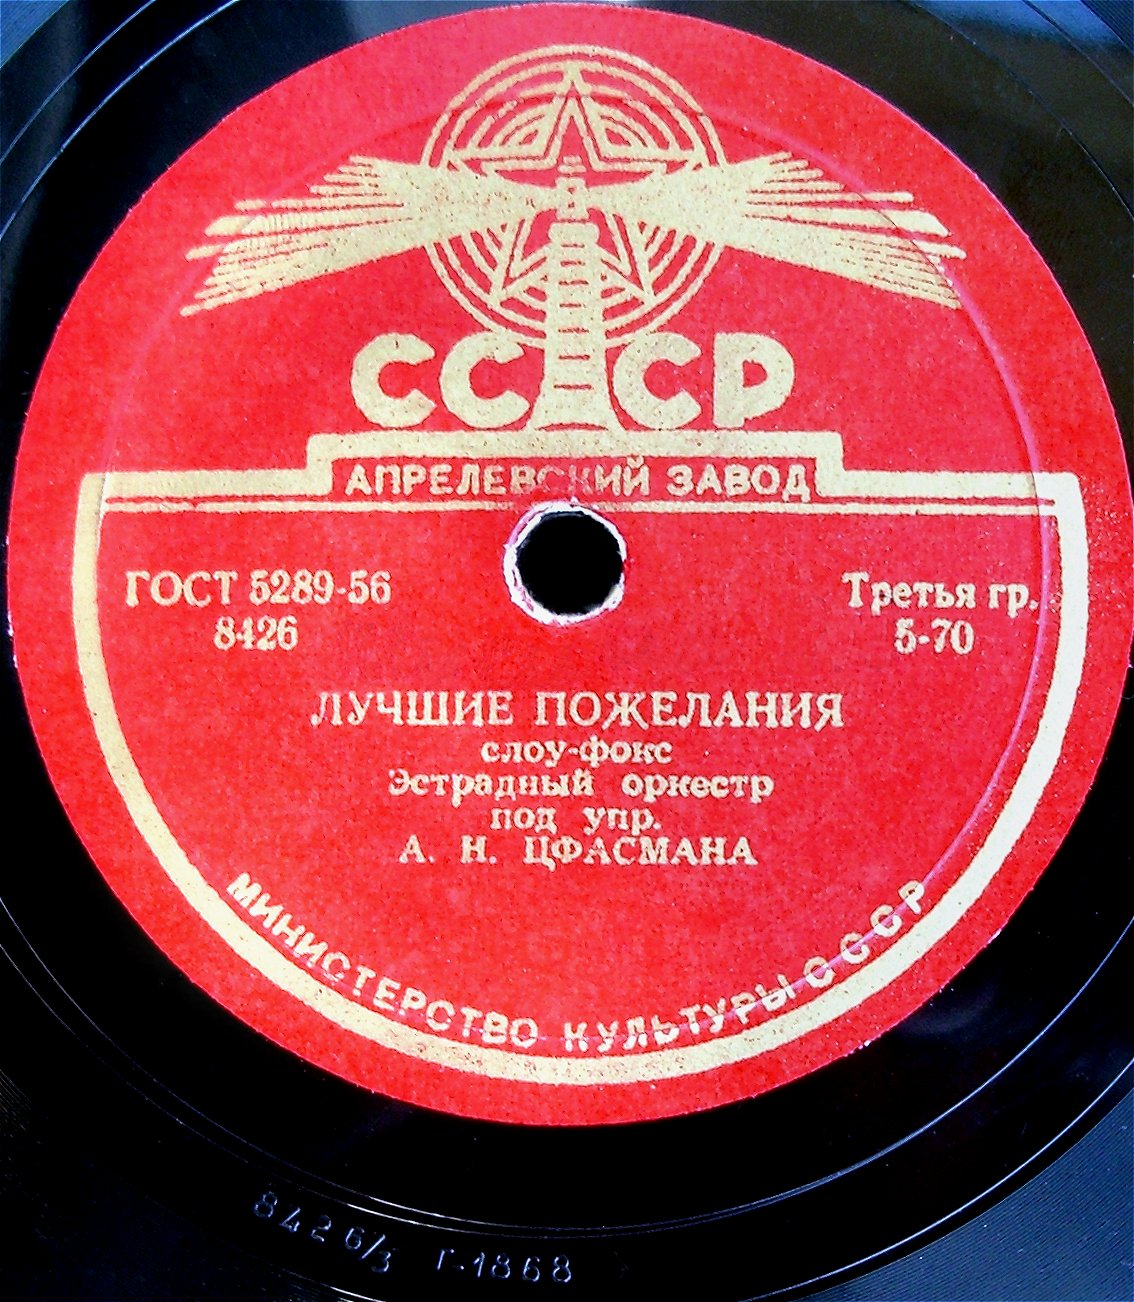 СССР
АПРЕЛЕВСКИЙ ЗАВОД
ГОСТ 5289-56
8426
Третья гр.
5-70
ЛУЧШИЕ ПОЖЕЛАНИЯ
слоу-фокс
Эстрадный оркестр
под упр.
А. Н. ЦФАСМАНА
МИНИСТЕРСТВО КУЛЬТУРЫ СССР
8426/3 Г-1868